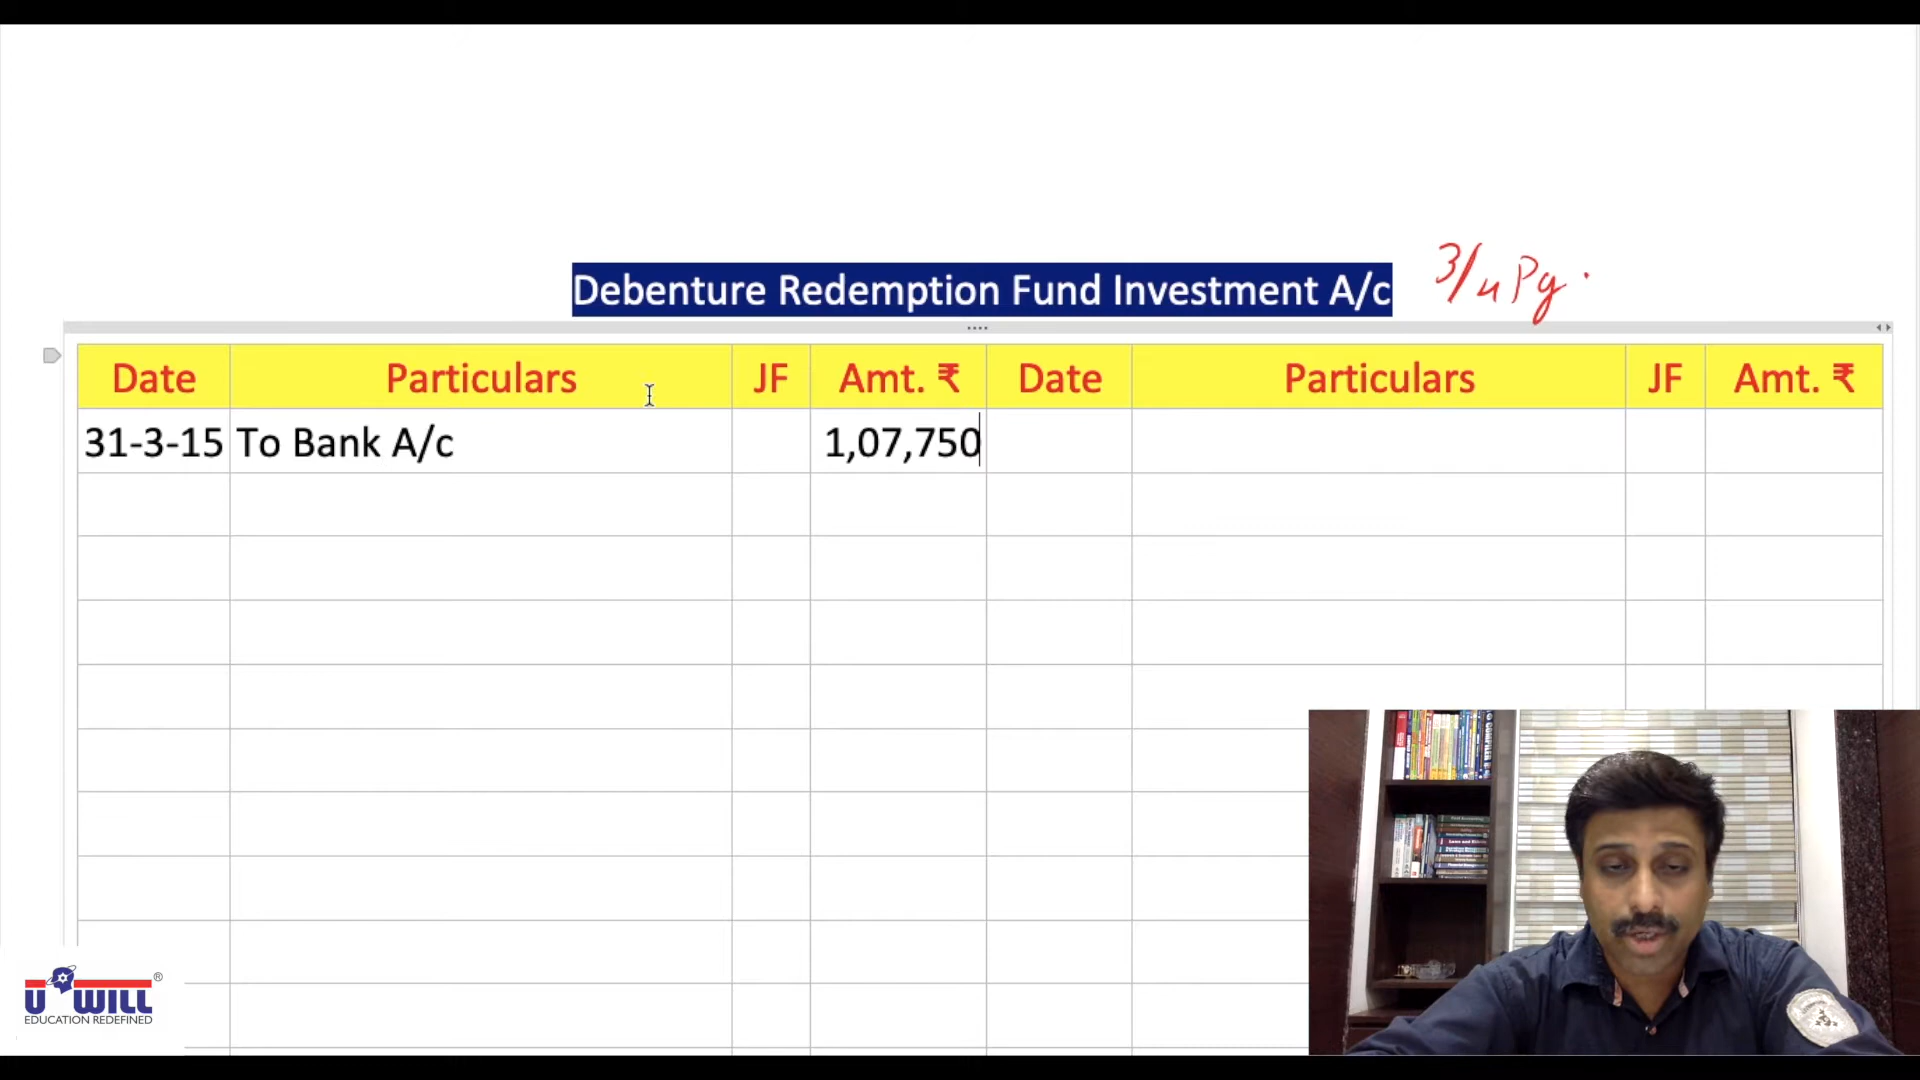 Debenture Redemption Fund Investment A/c 3/4 Pg.
Date Particulars JF Amt. ₹ Date Particulars JF Amt. ₹
31-3-15 To Bank A/c 1,07,750
U WILL ®
EDUCATION REDEFINED